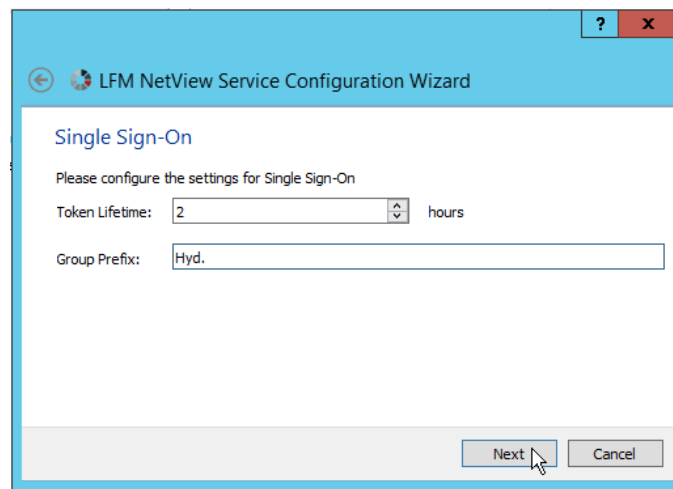 ? x
LFM NetView Service Configuration Wizard
Single Sign-On
Please configure the settings for Single Sign-On
Token Lifetime: 2 hours
Group Prefix: Hyd.
Next Cancel